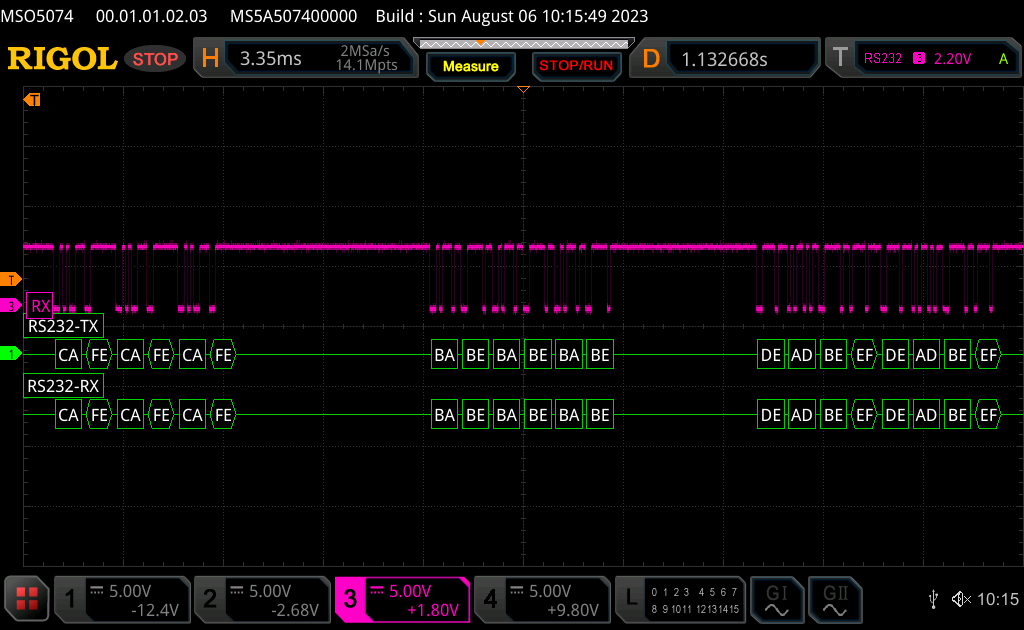 MSO5074 00.01.01.02.03 MS5A507400000 Build : Sun August 06 10:15:49 2023
RIGOL STOP H 3.35ms 2MSa/s 14.1Mpts Measure STOP/RUN D 1.132668s T RS232 3 2.20V A
T
T
3 RX
RS232-TX
1 CA FE CA FE CA FE BA BE BA BE BA BE DE AD BE EF DE AD BE EF
RS232-RX
CA FE CA FE CA FE BA BE BA BE BA BE DE AD BE EF DE AD BE EF
1 5.00V -12.4V 2 5.00V -2.68V 3 5.00V +1.80V 4 5.00V +9.80V L 0 1 2 3 4 5 6 7 8 9 10 11 12 13 14 15 GI GII 10:15